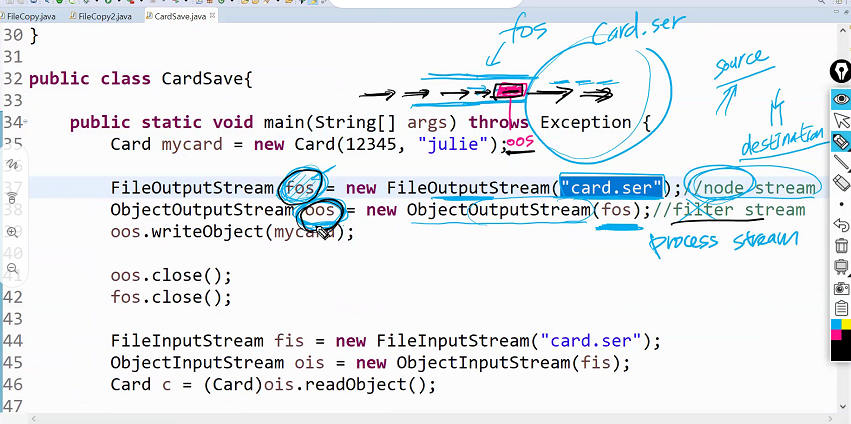 FileCopy.java FileCopy2.java CardSave.java
30 }
31
fos Card.ser
32 public class CardSave{
source
33
34 public static void main(String[] args) throws Exception {
destination
35 Card mycard = new Card(12345, "julie");
oos
37 FileOutputStream fos = new FileOutputStream("card.ser");//node stream
38 ObjectOutputStream oos = new ObjectOutputStream(fos);//filter stream
39 oos.writeObject(mycard);
process stream
41 oos.close();
42 fos.close();
44 FileInputStream fis = new FileInputStream("card.ser");
45 ObjectInputStream ois = new ObjectInputStream(fis);
46 Card c = (Card)ois.readObject();
47